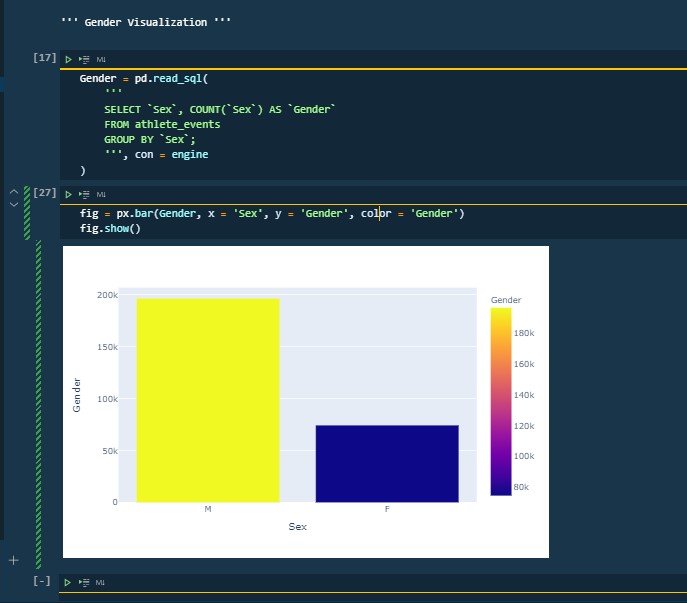 ''' Gender Visualization '''
[17]
M↓
Gender = pd.read_sql(
'''
SELECT `Sex`, COUNT(`Sex`) AS `Gender`
FROM athlete_events
GROUP BY `Sex`;
''', con = engine
)
[27]
M↓
fig = px.bar(Gender, x = 'Sex', y = 'Gender', color = 'Gender')
fig.show()
Gender
200k
150k
100k
50k
0
Gender
M
F
Sex
180k
160k
140k
120k
100k
80k
[-]
M↓